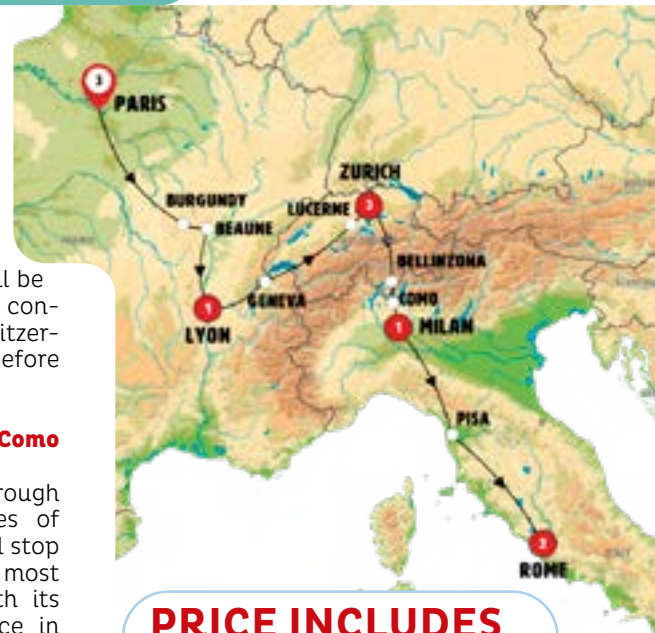 ll be
con-
itzer-
efore
Como
rough
es of
l stop
most
th its
ce in
3
PARIS
BURGUNDY
BEAUNE
1
LYON
GENEVA
LUCERNE
ZURICH
3
BELLINZONA
COMO
1
MILAN
PISA
ROME
PRICE INCLUDES